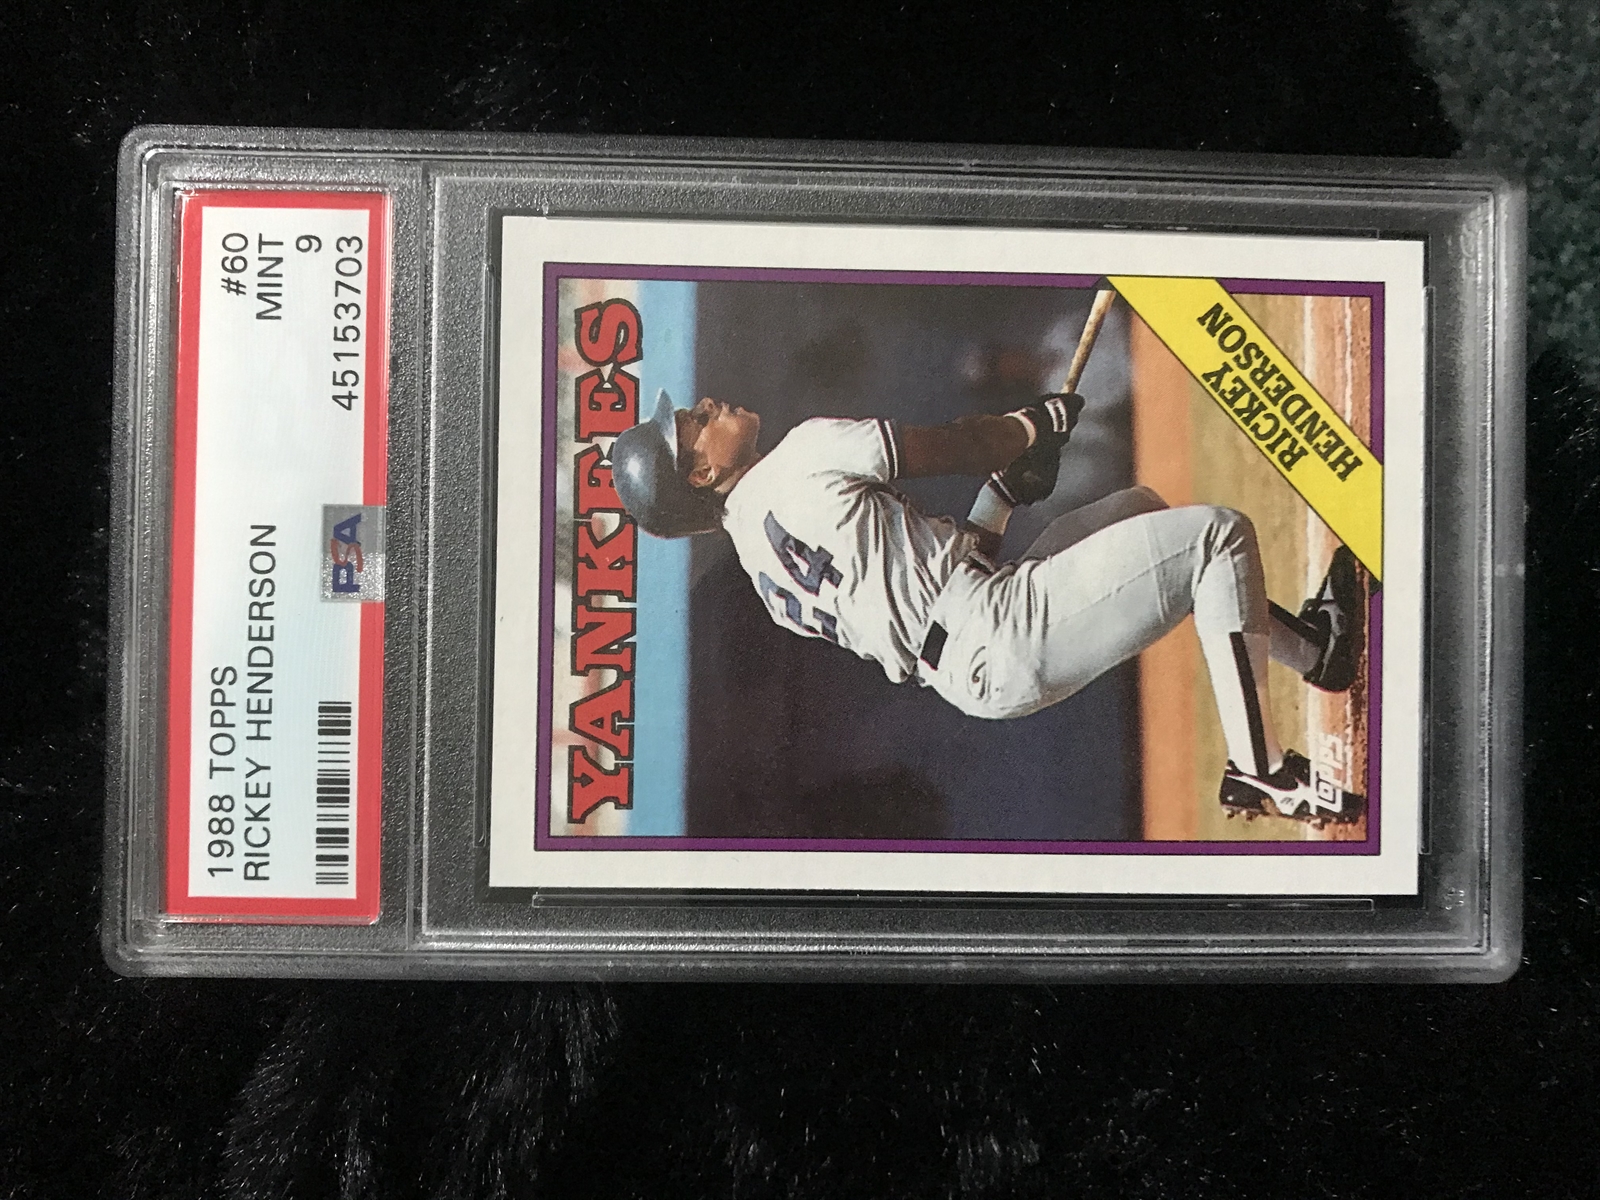 1988 TOPPS #60
RICKEY HENDERSON MINT
9
PSA 45153703
YANKEES
24
RICKEY
HENDERSON
TOPPS